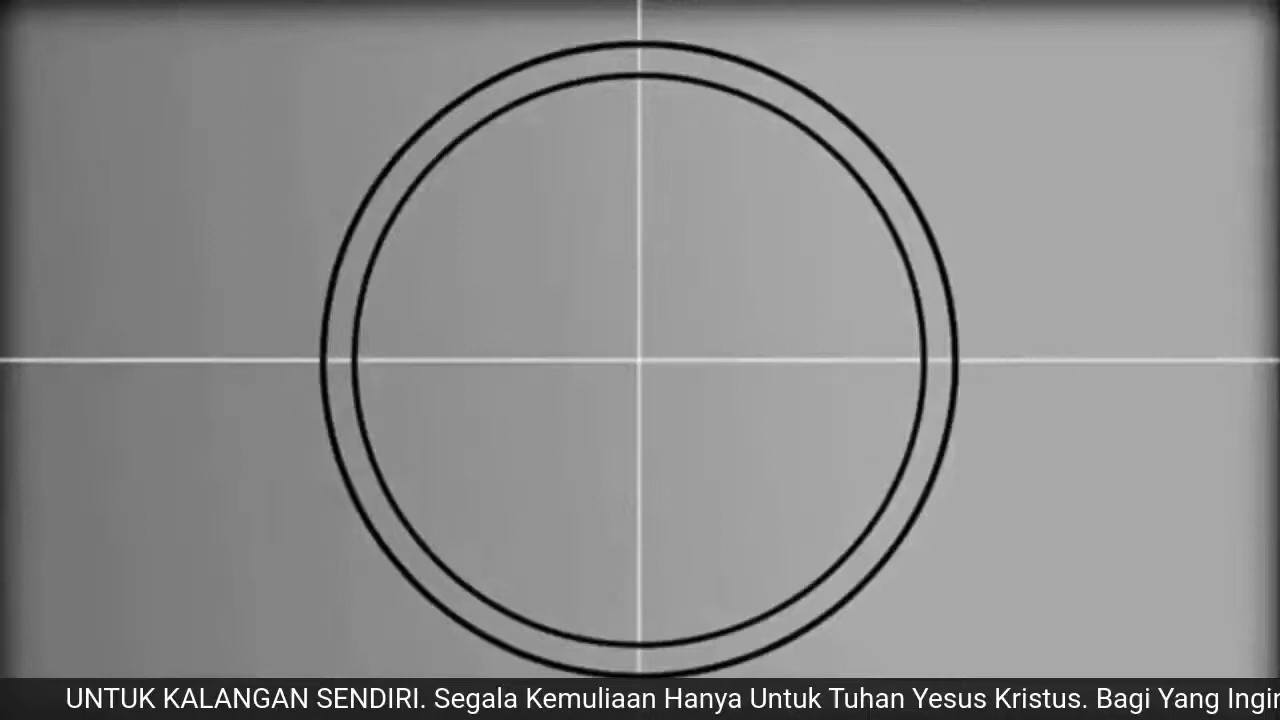 UNTUK KALANGAN SENDIRI. Segala Kemuliaan Hanya Untuk Tuhan Yesus Kristus. Bagi Yang